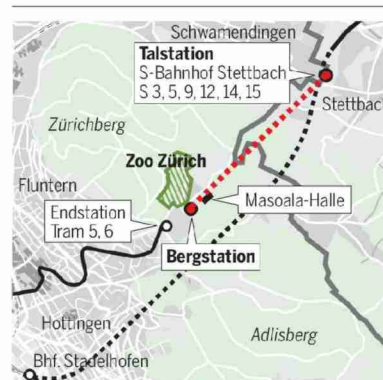 Schwamendingen
Talstation
S-Bahnhof Stettbach
S 3, 5, 9, 12, 14, 15
Stettbac
Zürichberg
Zoo Zürich
Fluntern
Masoala-Halle
Endstation
Tram 5, 6
Bergstation
Hottingen
Adlisberg
Bhf. Stadelhofen